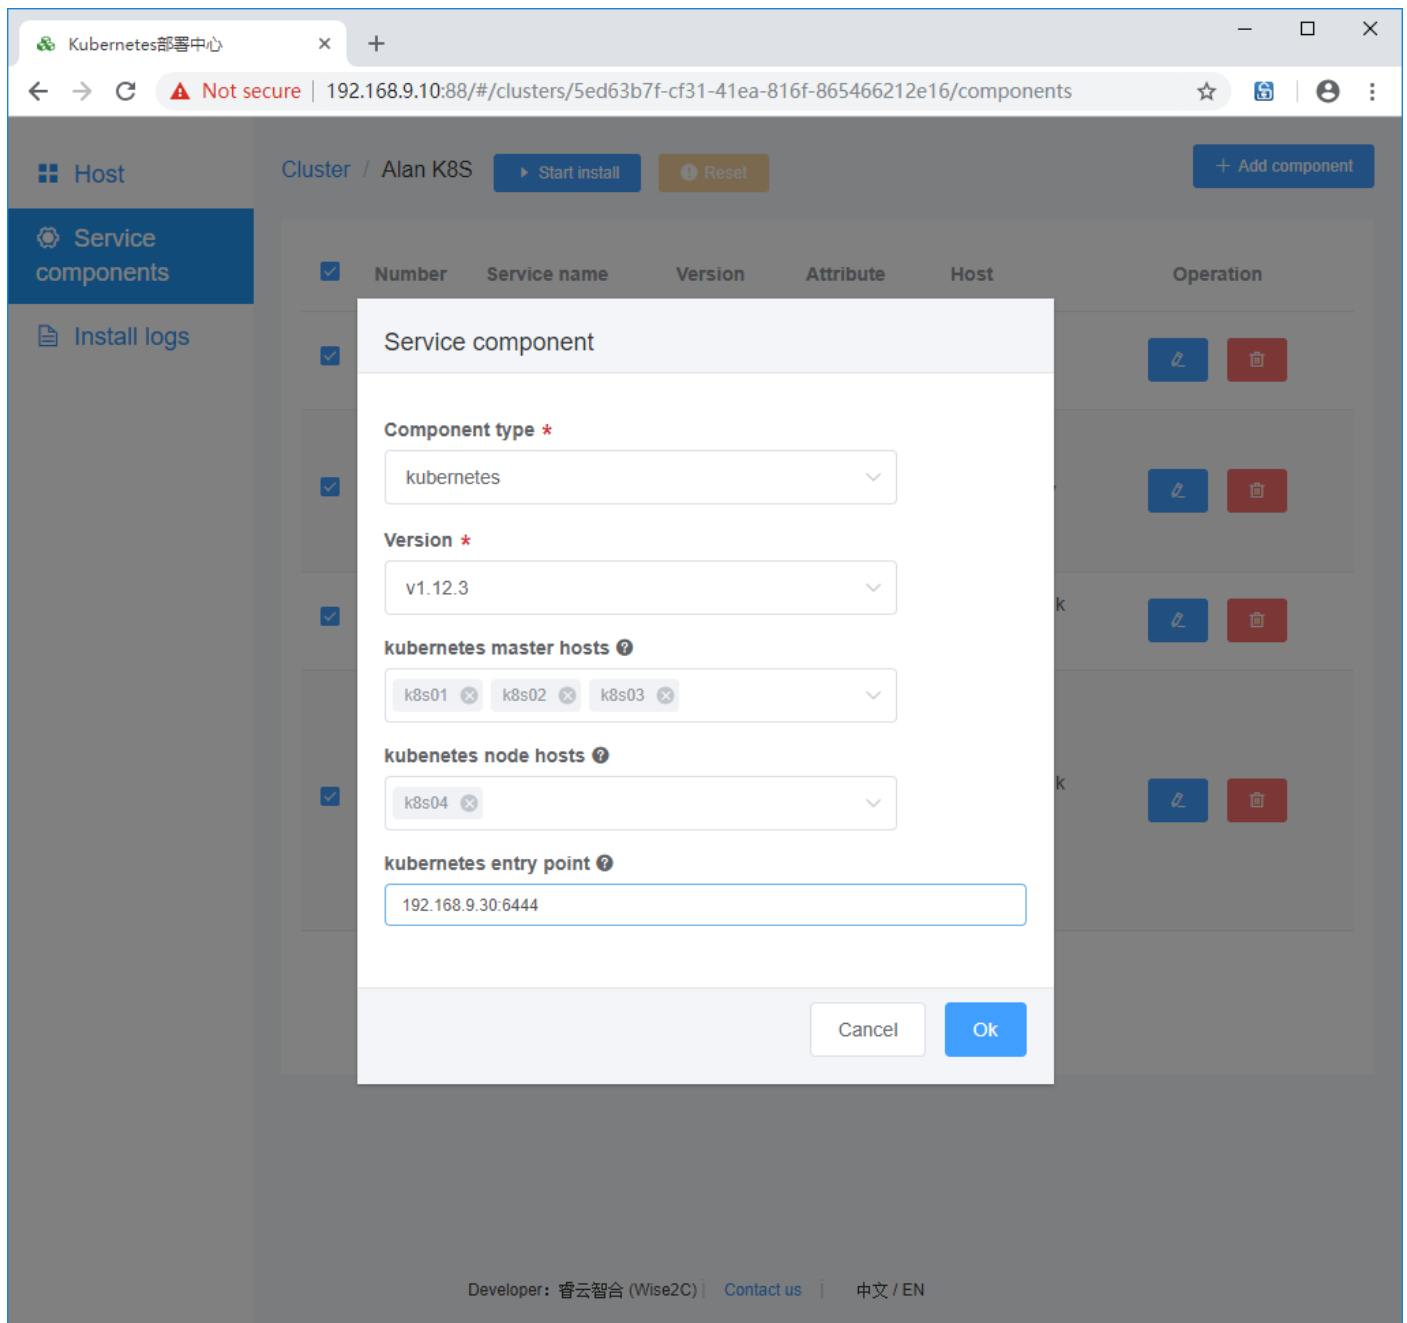 Kubernetes部署中心
Not secure | 192.168.9.10:88/#/clusters/5ed63b7f-cf31-41ea-816f-865466212e16/components
Host
Cluster / Alan K8S
Start install
Reset
+ Add component
Service
components
Install logs
Number Service name Version Attribute Host Operation
Service component
Component type *
kubernetes
Version *
v1.12.3
k
kubernetes master hosts
k8s01 k8s02 k8s03
kubenetes node hosts
k
k8s04
kubernetes entry point
192.168.9.30:6444
Cancel Ok
Developer：睿云智合 (Wise2C) | Contact us | 中文 / EN